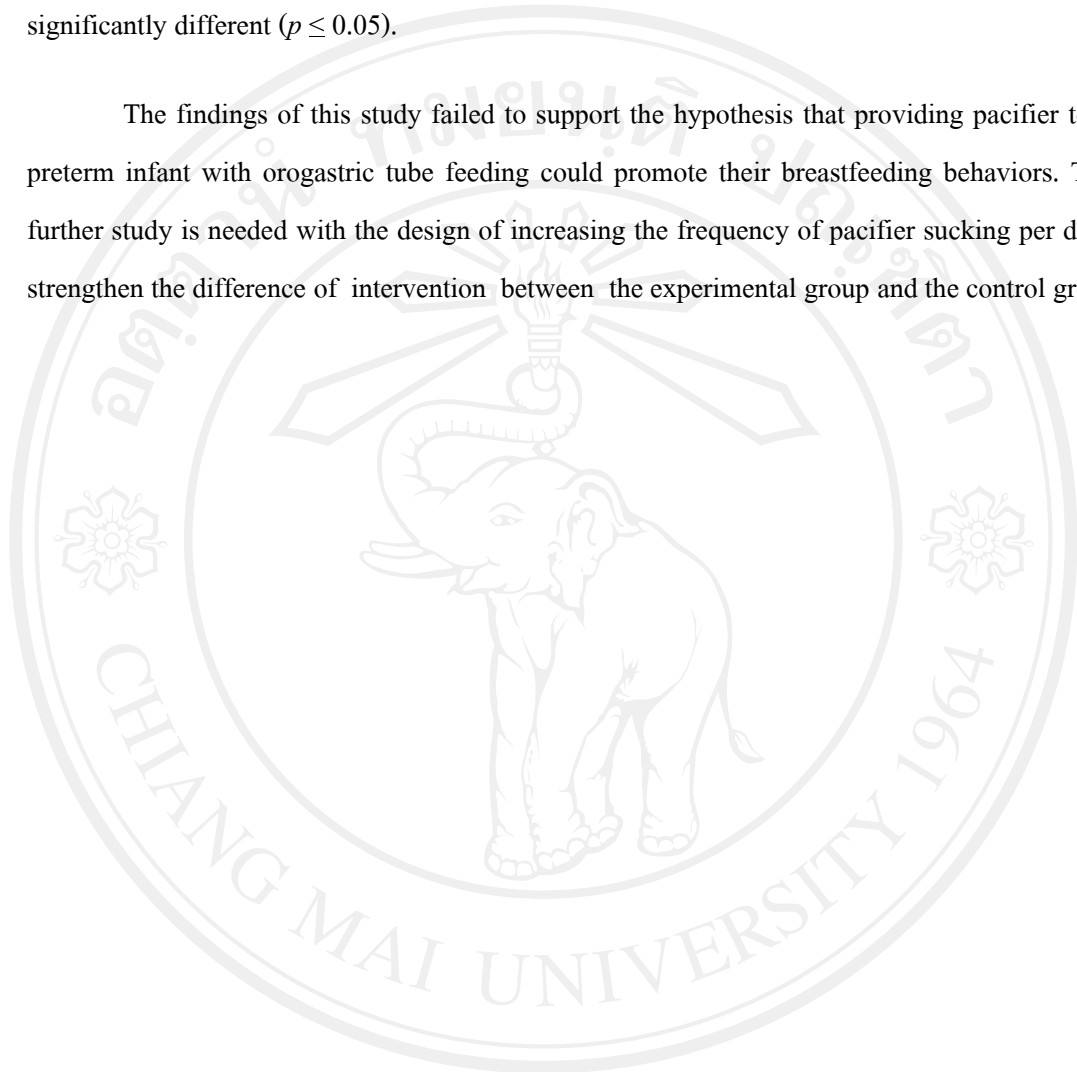 significantly different (p ≤ 0.05).
The findings of this study failed to support the hypothesis that providing pacifier
preterm infant with orogastric tube feeding could promote their breastfeeding behaviors.
further study is needed with the design of increasing the frequency of pacifier sucking per
strengthen the difference of intervention between the experimental group and the control
CHIANG MAI UNIVERSITY 1964